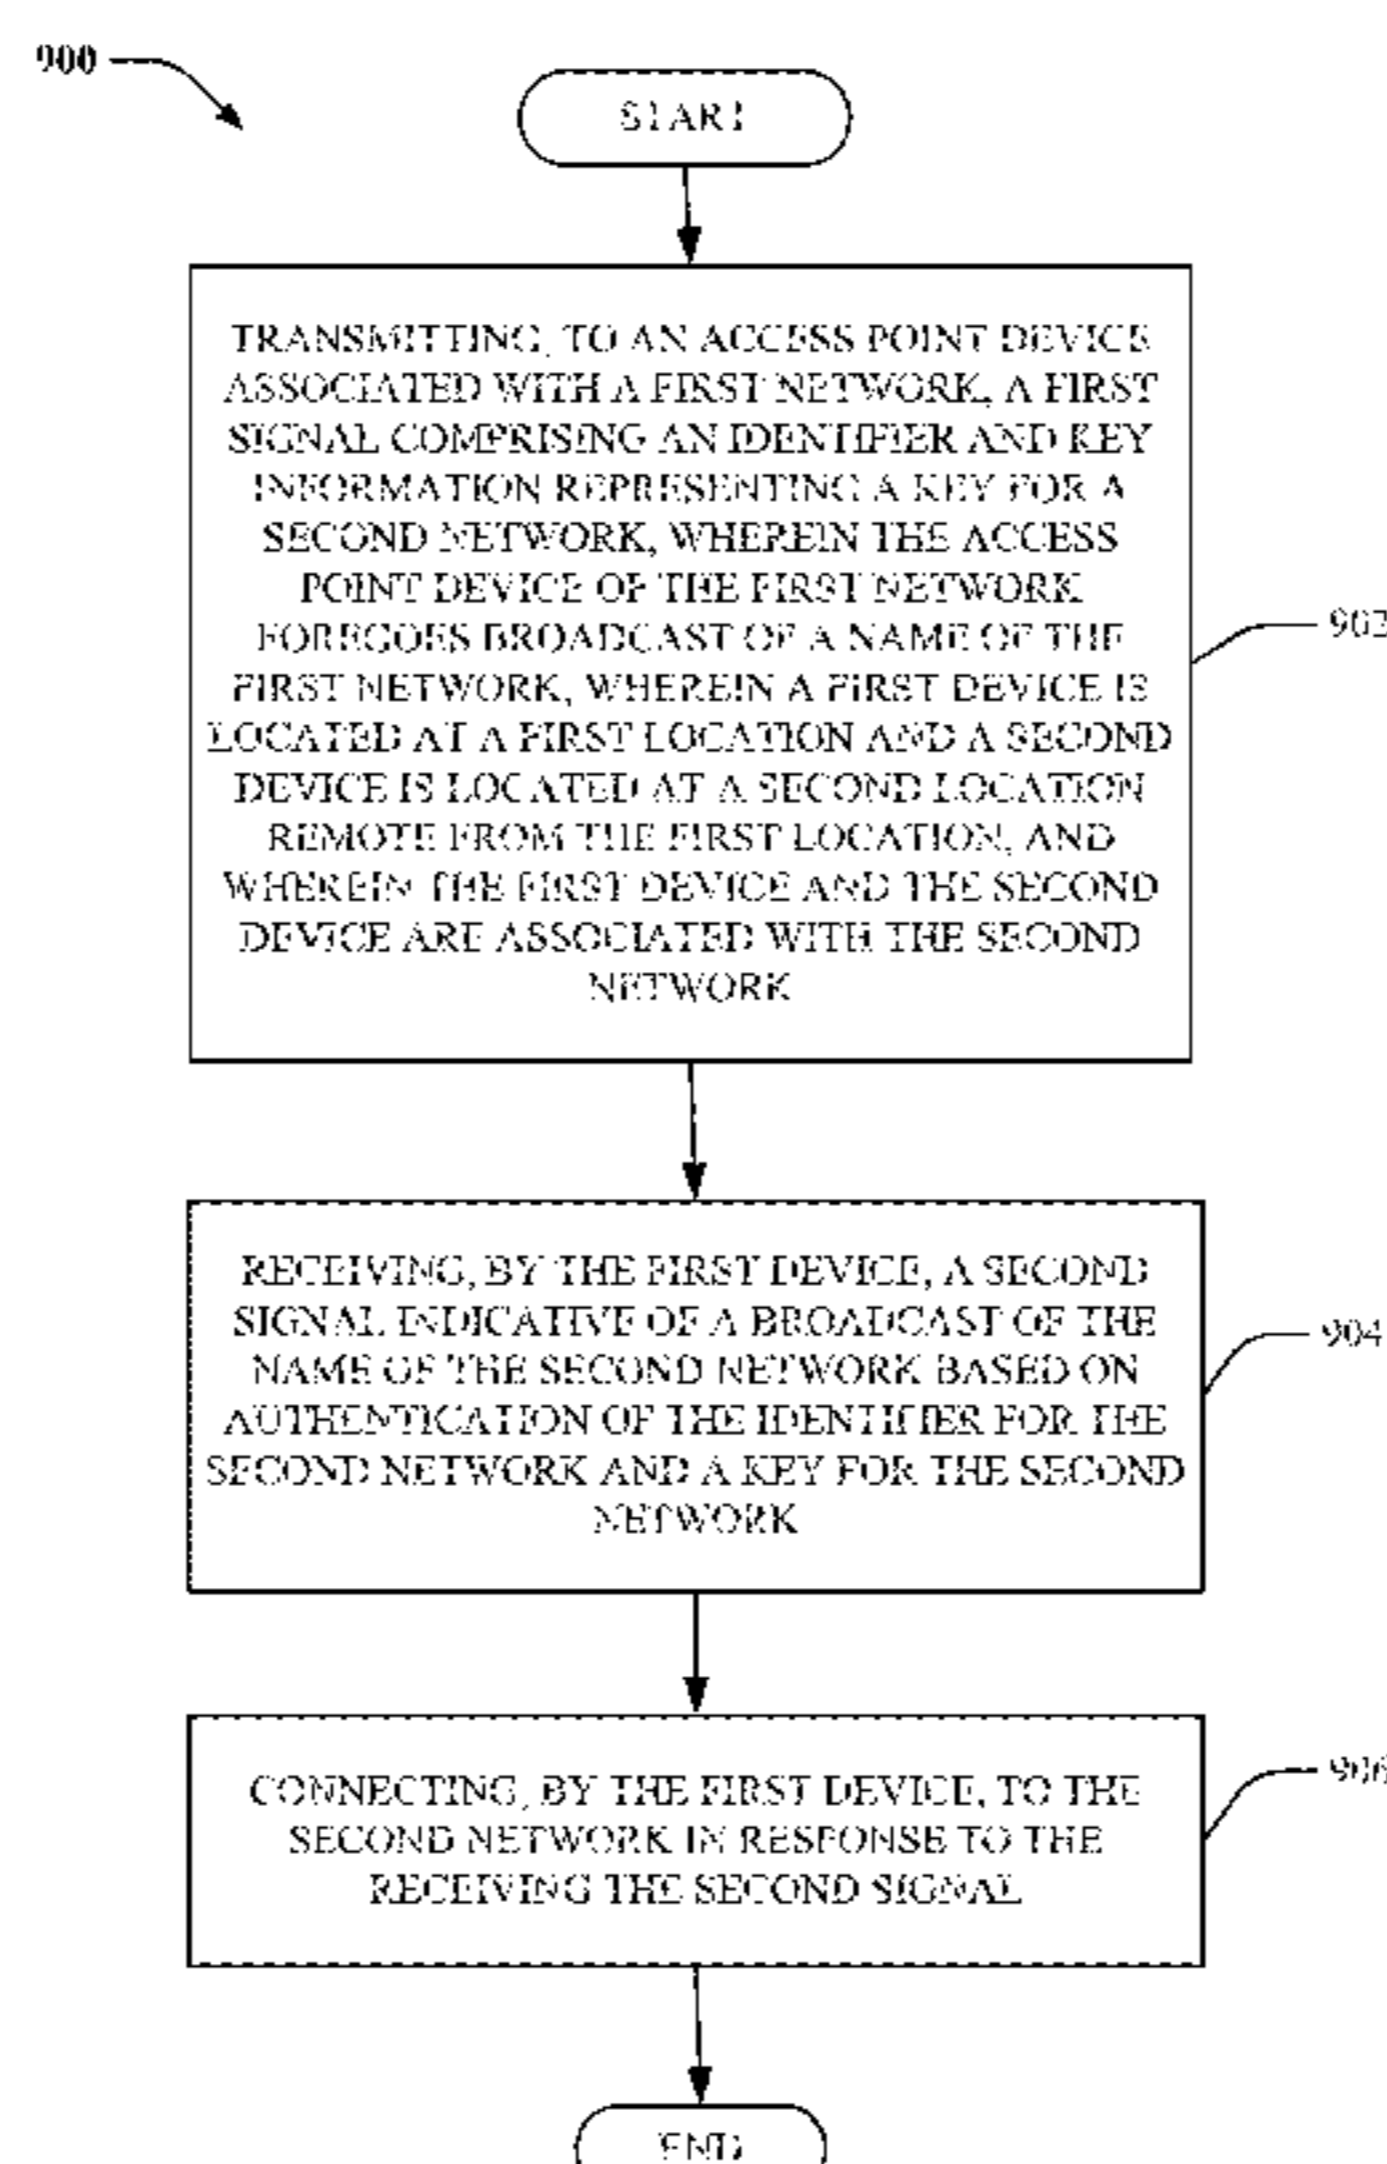 900
START
TRANSMITTING, TO AN ACCESS POINT DEVICE
ASSOCIATED WITH A FIRST NETWORK, A FIRST
SIGNAL COMPRISING AN IDENTIFIER AND KEY
INFORMATION REPRESENTING A KEY FOR A
SECOND NETWORK, WHEREIN THE ACCESS
POINT DEVICE OF THE FIRST NETWORK
FOREGOES BROADCAST OF A NAME OF THE
FIRST NETWORK, WHEREIN A FIRST DEVICE IS
LOCATED AT A FIRST LOCATION AND A SECOND
DEVICE IS LOCATED AT A SECOND LOCATION
REMOTE FROM THE FIRST LOCATION, AND
WHEREIN THE FIRST DEVICE AND THE SECOND
DEVICE ARE ASSOCIATED WITH THE SECOND
NETWORK
902
RECEIVING, BY THE FIRST DEVICE, A SECOND
SIGNAL INDICATIVE OF A BROADCAST OF THE
NAME OF THE SECOND NETWORK BASED ON
AUTHENTICATION OF THE IDENTIFIER FOR THE
SECOND NETWORK AND A KEY FOR THE SECOND
NETWORK
904
CONNECTING, BY THE FIRST DEVICE, TO THE
SECOND NETWORK IN RESPONSE TO THE
RECEIVING THE SECOND SIGNAL
906
END